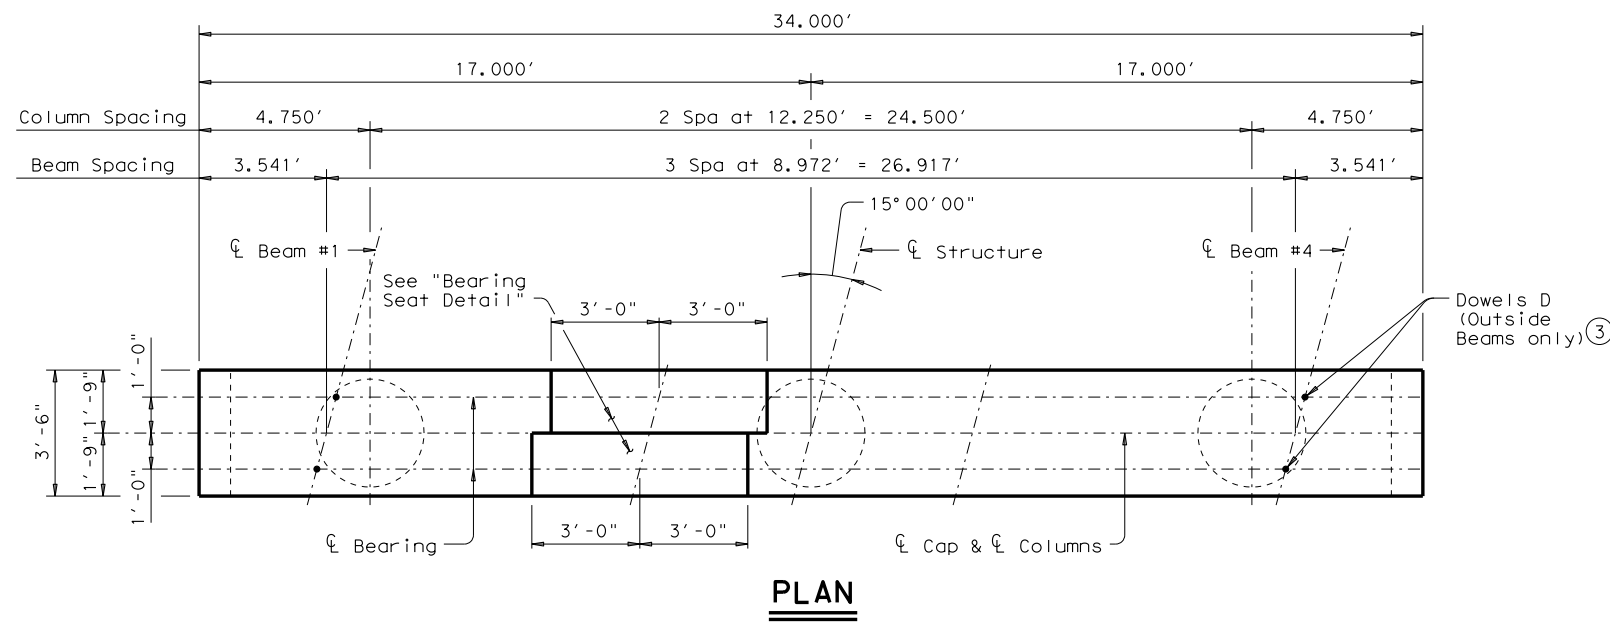 34.000'
17.000' 17.000'
Column Spacing 4.750' 2 Spa at 12.250' = 24.500' 4.750'
Beam Spacing 3.541' 3 Spa at 8.972' = 26.917' 3.541'
15°00'00"
℄ Beam #1 ℄ Structure ℄ Beam #4
See "Bearing
Seat Detail"
3'-0" 3'-0"
Dowels D
(Outside
Beams only) 3
3'-6"
1'-9"
1'-9"
1'-0"
1'-0"
3'-0" 3'-0"
℄ Bearing ℄ Cap & ℄ Columns
PLAN